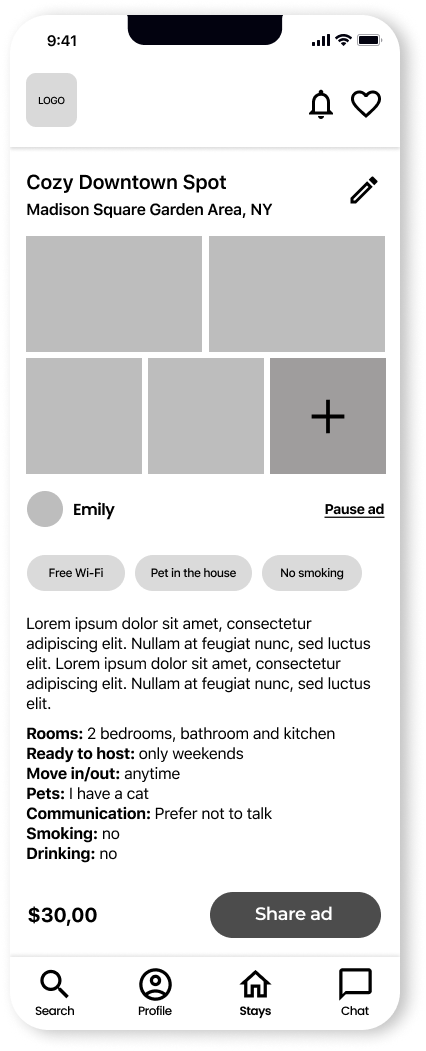 9:41
LOGO
Cozy Downtown Spot
Madison Square Garden Area, NY
Emily
Pause ad
Free Wi-Fi
Pet in the house
No smoking
Lorem ipsum dolor sit amet, consectetur
adipiscing elit. Nullam at feugiat nunc, sed luctus
elit. Lorem ipsum dolor sit amet, consectetur
adipiscing elit. Nullam at feugiat nunc, sed luctus
elit.
Rooms: 2 bedrooms, bathroom and kitchen
Ready to host: only weekends
Move in/out: anytime
Pets: I have a cat
Communication: Prefer not to talk
Smoking: no
Drinking: no
$30,00
Share ad
Search
Profile
Stays
Chat